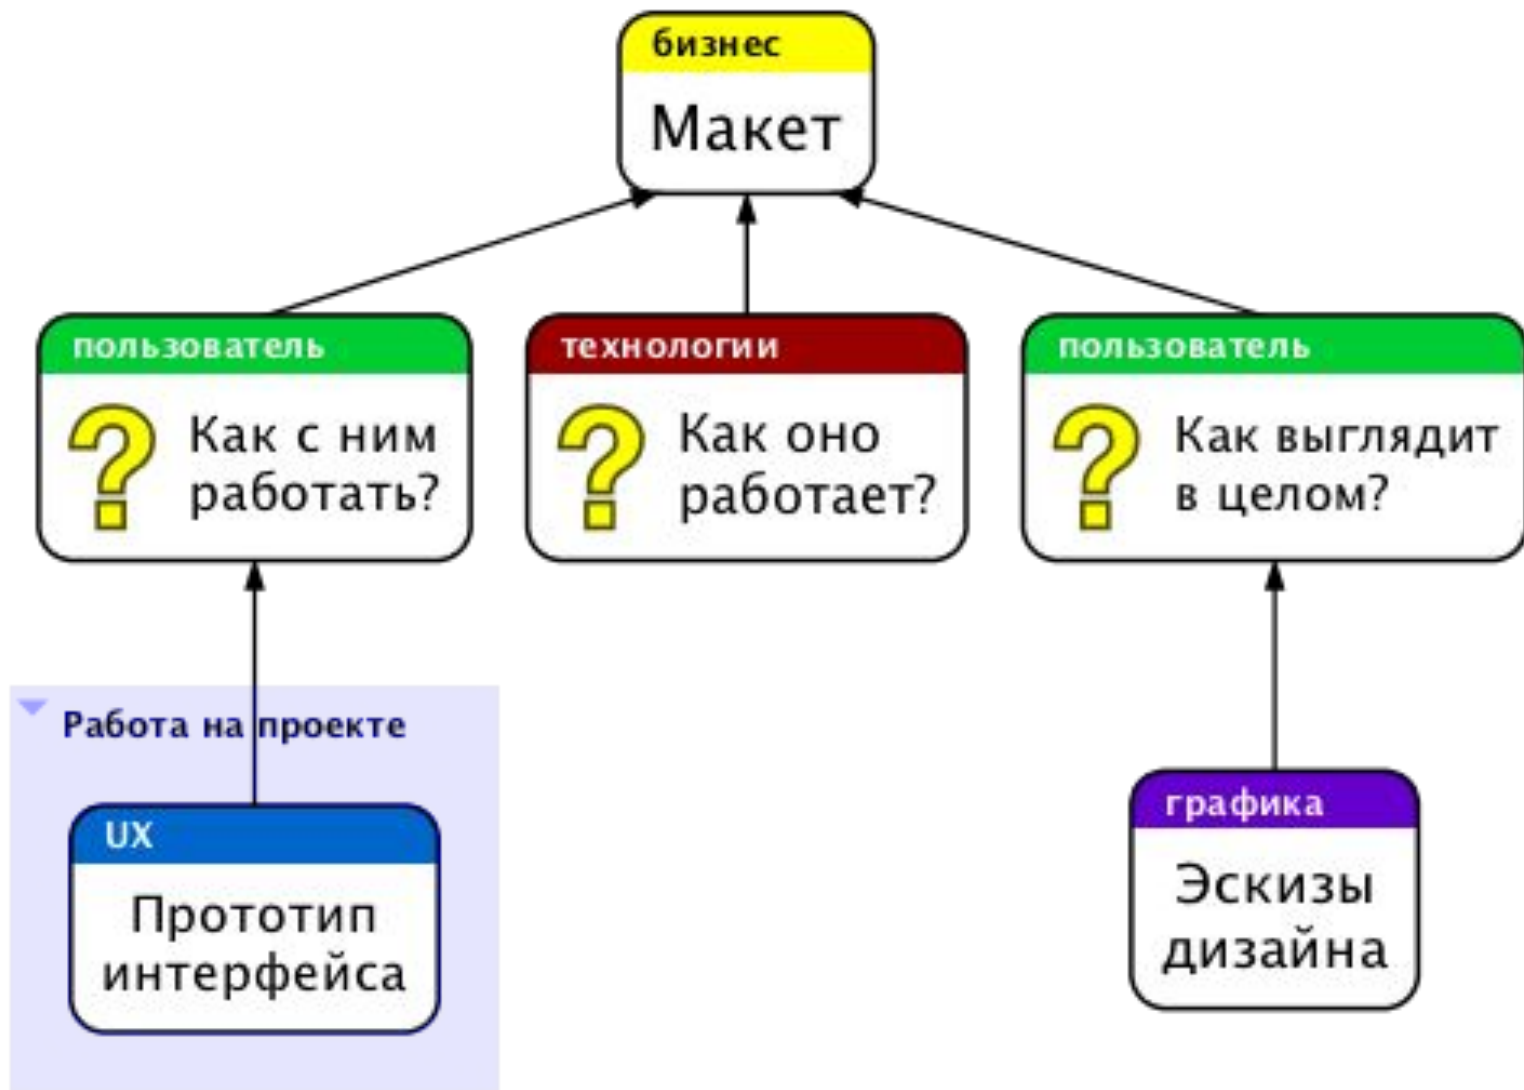 бизнес
Макет
пользователь
Как с ним
работать?
технологии
Как оно
работает?
пользователь
Как выглядит
в целом?
Работа на проекте
UX
Прототип
интерфейса
графика
Эскизы
дизайна